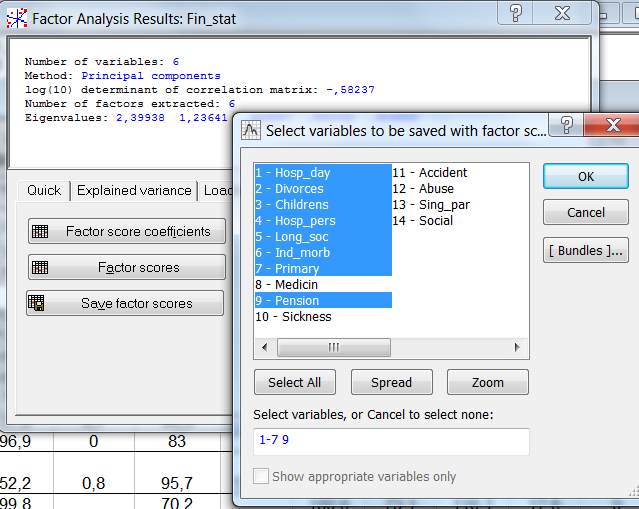 Factor Analysis Results: Fin_stat
Number of variables: 6
Method: Principal components
log(10) determinant of correlation matrix: -,58237
Number of factors extracted: 6
Eigenvalues: 2,39938 1,23641
Quick
Explained variance
Factor score coefficients
Factor scores
Save factor scores
96,9 0 83
52,2 0,8 95,7
99,8 70,2
Select variables to be saved with factor sc...
1 - Hosp_day
2 - Divorces
3 - Childrens
4 - Hosp_pers
5 - Long_soc
6 - Ind_morb
7 - Primary
8 - Medicin
9 - Pension
10 - Sickness
11 - Accident
12 - Abuse
13 - Sing_par
14 - Social
OK
Cancel
[ Bundles ]...
Select All
Spread
Zoom
Select variables, or Cancel to select none:
1-7 9
Show appropriate variables only